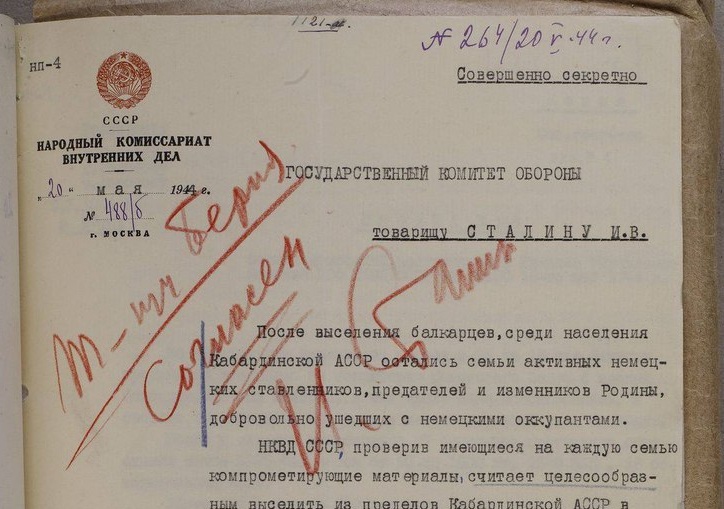 1121-и.
№ 264/20 V.44г.
нп-4
Совершенно секретно
СССР
НАРОДНЫЙ КОМИССАРИАТ
ВНУТРЕННИХ ДЕЛ
„20" мая 1944 г.
№ 488/б
г. МОСКВА
ГОСУДАРСТВЕННЫЙ КОМИТЕТ ОБОРОНЫ
товарищу СТАЛИНУ И.В.
Т-щу Берия.
Согласен
И. Сталин
После выселения балкарцев, среди населения
Кабардинской АССР остались семьи активных немец-
ких ставленников, предателей и изменников Родины,
добровольно ушедших с немецкими оккупантами.
НКВД СССР, проверив имеющиеся на каждую семью
компрометирующие материалы, считает целесообраз-
ным выселить из пределов Кабардинской АССР в